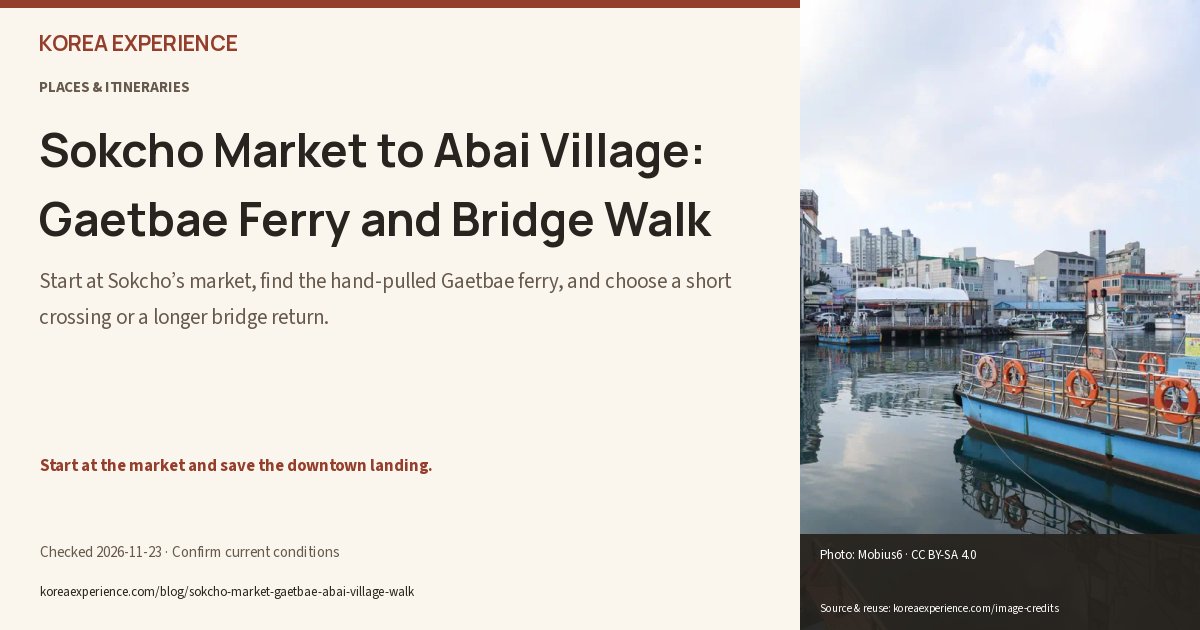 KOREA EXPERIENCE
PLACES & ITINERARIES
Sokcho Market to Abai Village:
Gaetbae Ferry and Bridge Walk
Start at Sokcho’s market, find the hand-pulled Gaetbae ferry, and choose a short
crossing or a longer bridge return.
Start at the market and save the downtown landing.
Checked 2026-11-23 · Confirm current conditions
koreaexperience.com/blog/sokcho-market-gaetbae-abai-village-walk
Photo: Mobius6 · CC BY-SA 4.0
Source & reuse: koreaexperience.com/image-credits